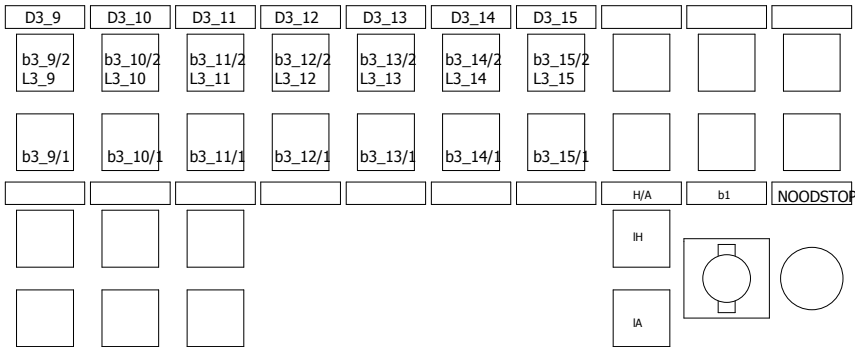 D3_9 D3_10 D3_11 D3_12 D3_13 D3_14 D3_15
b3_9/2 b3_10/2 b3_11/2 b3_12/2 b3_13/2 b3_14/2 b3_15/2
L3_9 L3_10 L3_11 L3_12 L3_13 L3_14 L3_15
b3_9/1 b3_10/1 b3_11/1 b3_12/1 b3_13/1 b3_14/1 b3_15/1
H/A b1 NOODSTOP
lH
lA